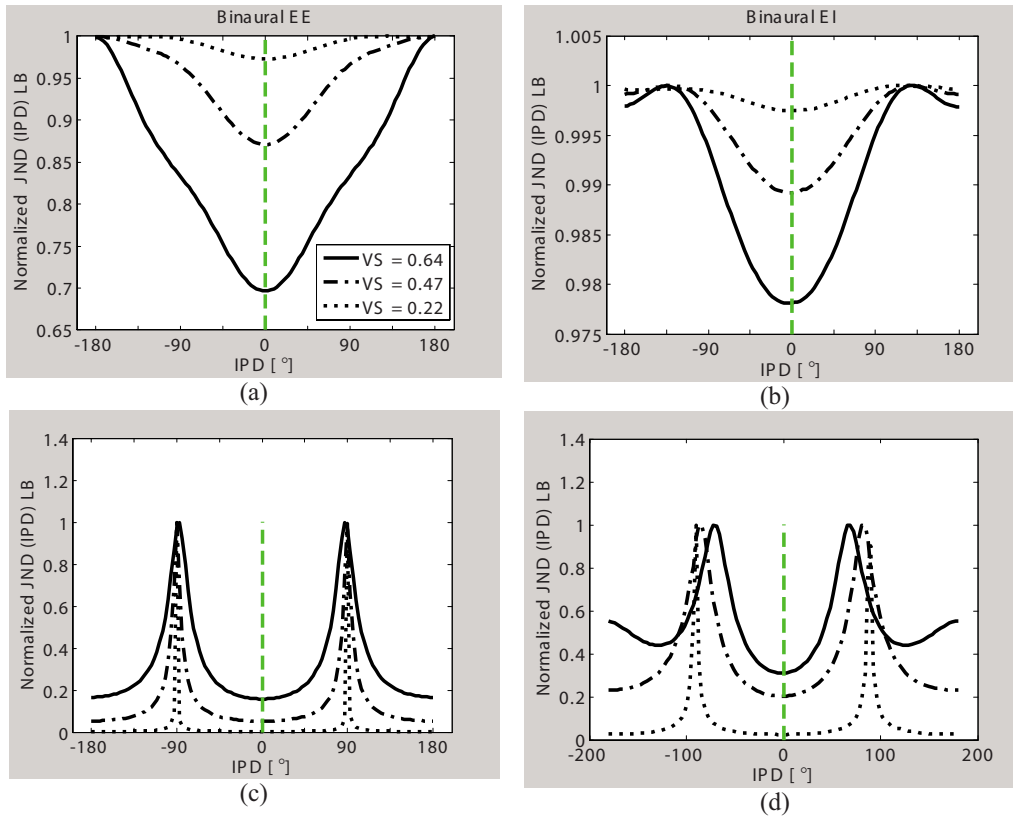 Binaural EE
Normalized JND (IPD) LB
1
0.95
0.9
0.85
0.8
0.75
0.7
0.65
VS = 0.64
VS = 0.47
VS = 0.22
-180 -90 0 90 180
IPD [ °]
(a)
Binaural EI
Normalized JND (IPD) LB
1.005
1
0.995
0.99
0.985
0.98
0.975
-180 -90 0 90 180
IPD [ °]
(b)
Normalized JND (IPD) LB
1.4
1.2
1
0.8
0.6
0.4
0.2
0
-180 -90 0 90 180
IPD [ °]
(c)
Normalized JND (IPD) LB
1.4
1.2
1
0.8
0.6
0.4
0.2
0
-200 -100 0 100 200
IPD [ °]
(d)